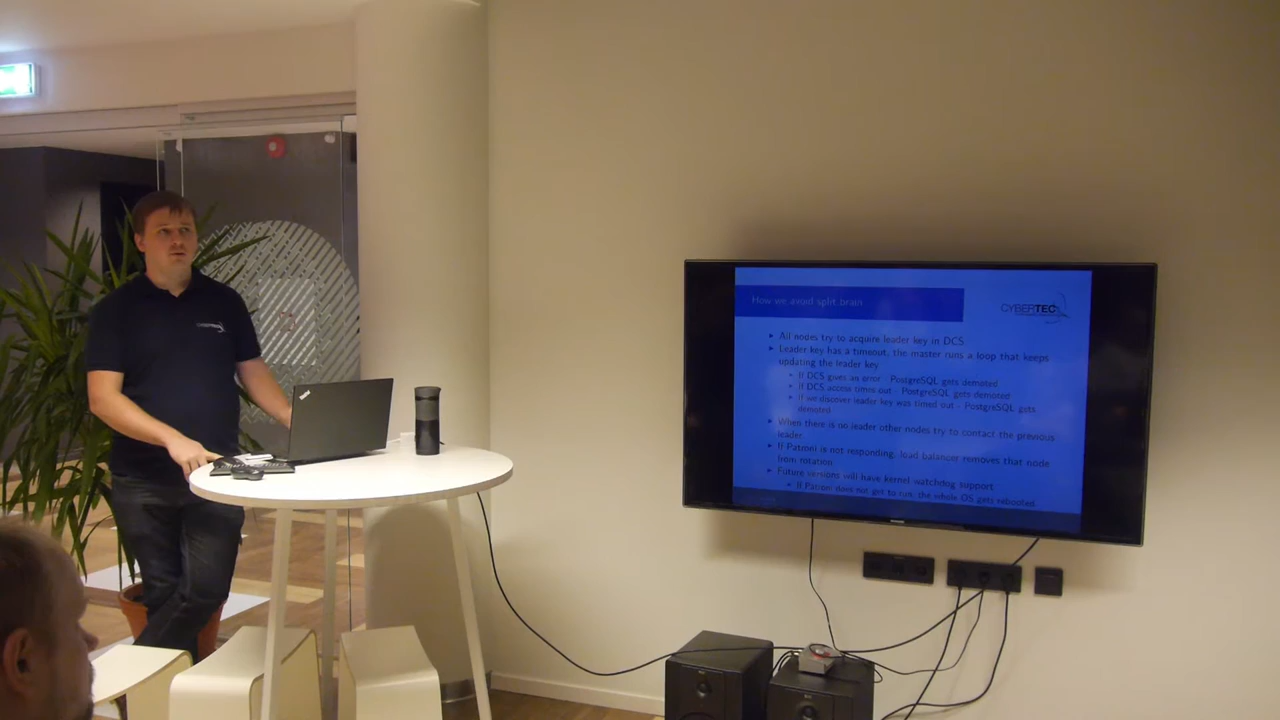 How we avoid split brain
CYBERTEC
All nodes try to acquire leader key in DCS
Leader key has a timeout, the master runs a loop that keeps
updating the leader key
If DCS gives an error - PostgreSQL gets demoted
If DCS access times out - PostgreSQL gets demoted
If we discover leader key was timed out - PostgreSQL gets
demoted
When there is no leader other nodes try to contact the previous
leader
If Patroni is not responding, load balancer removes that node
from rotation
Future versions will have kernel watchdog support
If Patroni does not get to run, the whole OS gets rebooted
CYBERTEC